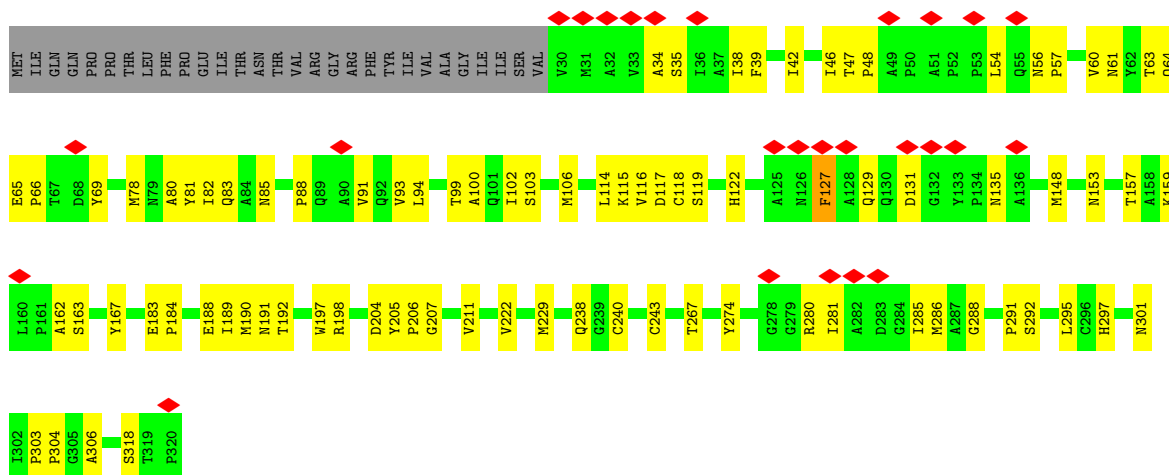 MET ILE GLN GLN PRO PRO THR LEU PHE PRO GLU ILE THR ASN THR VAL ARG GLY ARG PHE TYR ILE VAL ALA GLY ILE ILE SER VAL V30 M31 A32 V33 A34 S35 I36 A37 I38 F39 I42 I46 T47 P48 A49 P50 A51 P52 P53 L54 Q55 N56 P57 V60 N61 Y62 T63 Q64
E65 P66 T67 D68 Y69 M78 N79 A80 Y81 I82 Q83 A84 N85 P88 Q89 A90 V91 Q92 V93 L94 T99 A100 Q101 I102 S103 M106 L114 K115 V116 D117 C118 S119 H122 A125 N126 F127 A128 Q129 Q130 D131 G132 Y133 P134 N135 A136 M148 N153 T157 A158 K159
L160 P161 A162 S163 Y167 E183 P184 E188 I189 M190 N191 T192 W197 R198 D204 Y205 P206 G207 V211 V222 M229 Q238 G239 C240 C243 T267 Y274 G278 G279 R280 I281 A282 D283 G284 I285 M286 A287 G288 P291 S292 L295 C296 H297 N301
I302 P303 P304 G305 A306 S318 T319 P320